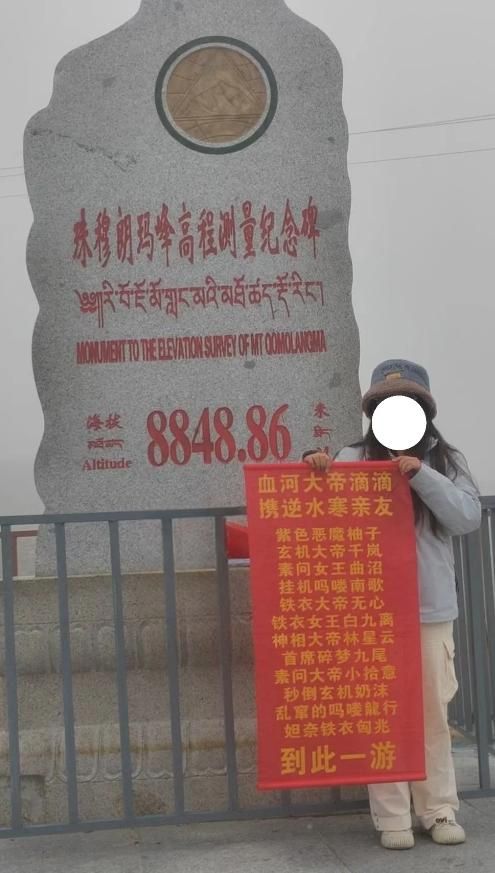 珠穆朗玛峰高程测量纪念碑
MONUMENT TO THE ELEVATION SURVEY OF MT QOMOLANGMA
海拔
Altitude
8848.86
米
血河大帝滴滴
携逆水寒亲友
紫色恶魔柚子
玄机大帝千岚
素问女王曲沼
挂机吗喽南歌
铁衣大帝无心
铁衣女王白九离
神相大帝林星云
首席碎梦九尾
素问大帝小拾意
秒倒玄机奶沫
乱窜的吗喽龍行
妲奈铁衣匈兆
到此一游